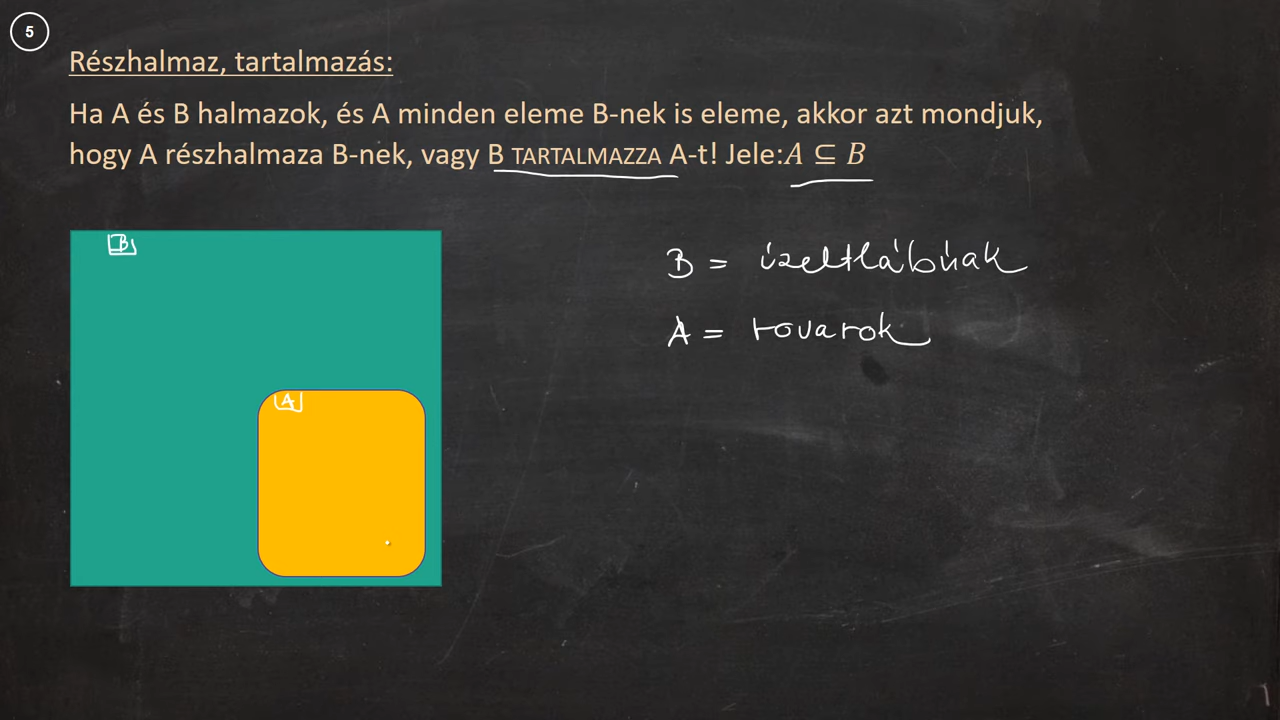 5
Részhalmaz, tartalmazás:
Ha A és B halmazok, és A minden eleme B-nek is eleme, akkor azt mondjuk,
hogy A részhalmaza B-nek, vagy B TARTALMAZZA A-t! Jele:A ⊆ B
B
B = ízeltlábúak
A = rovarok
A